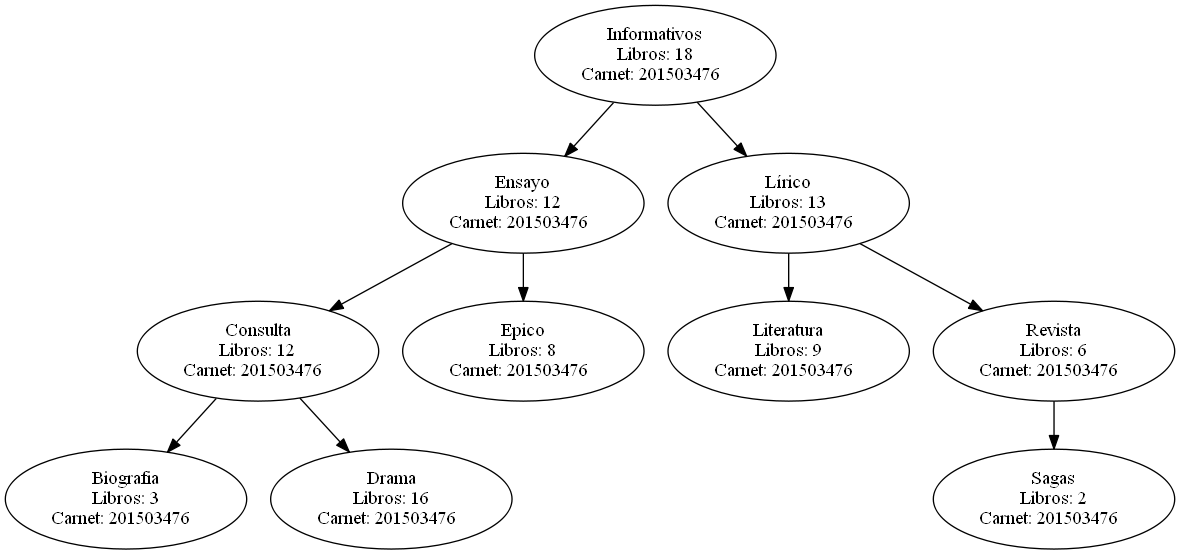 Informativos
Libros: 18
Carnet: 201503476
Ensayo
Libros: 12
Carnet: 201503476
Lírico
Libros: 13
Carnet: 201503476
Consulta
Libros: 12
Carnet: 201503476
Epico
Libros: 8
Carnet: 201503476
Literatura
Libros: 9
Carnet: 201503476
Revista
Libros: 6
Carnet: 201503476
Biografia
Libros: 3
Carnet: 201503476
Drama
Libros: 16
Carnet: 201503476
Sagas
Libros: 2
Carnet: 201503476